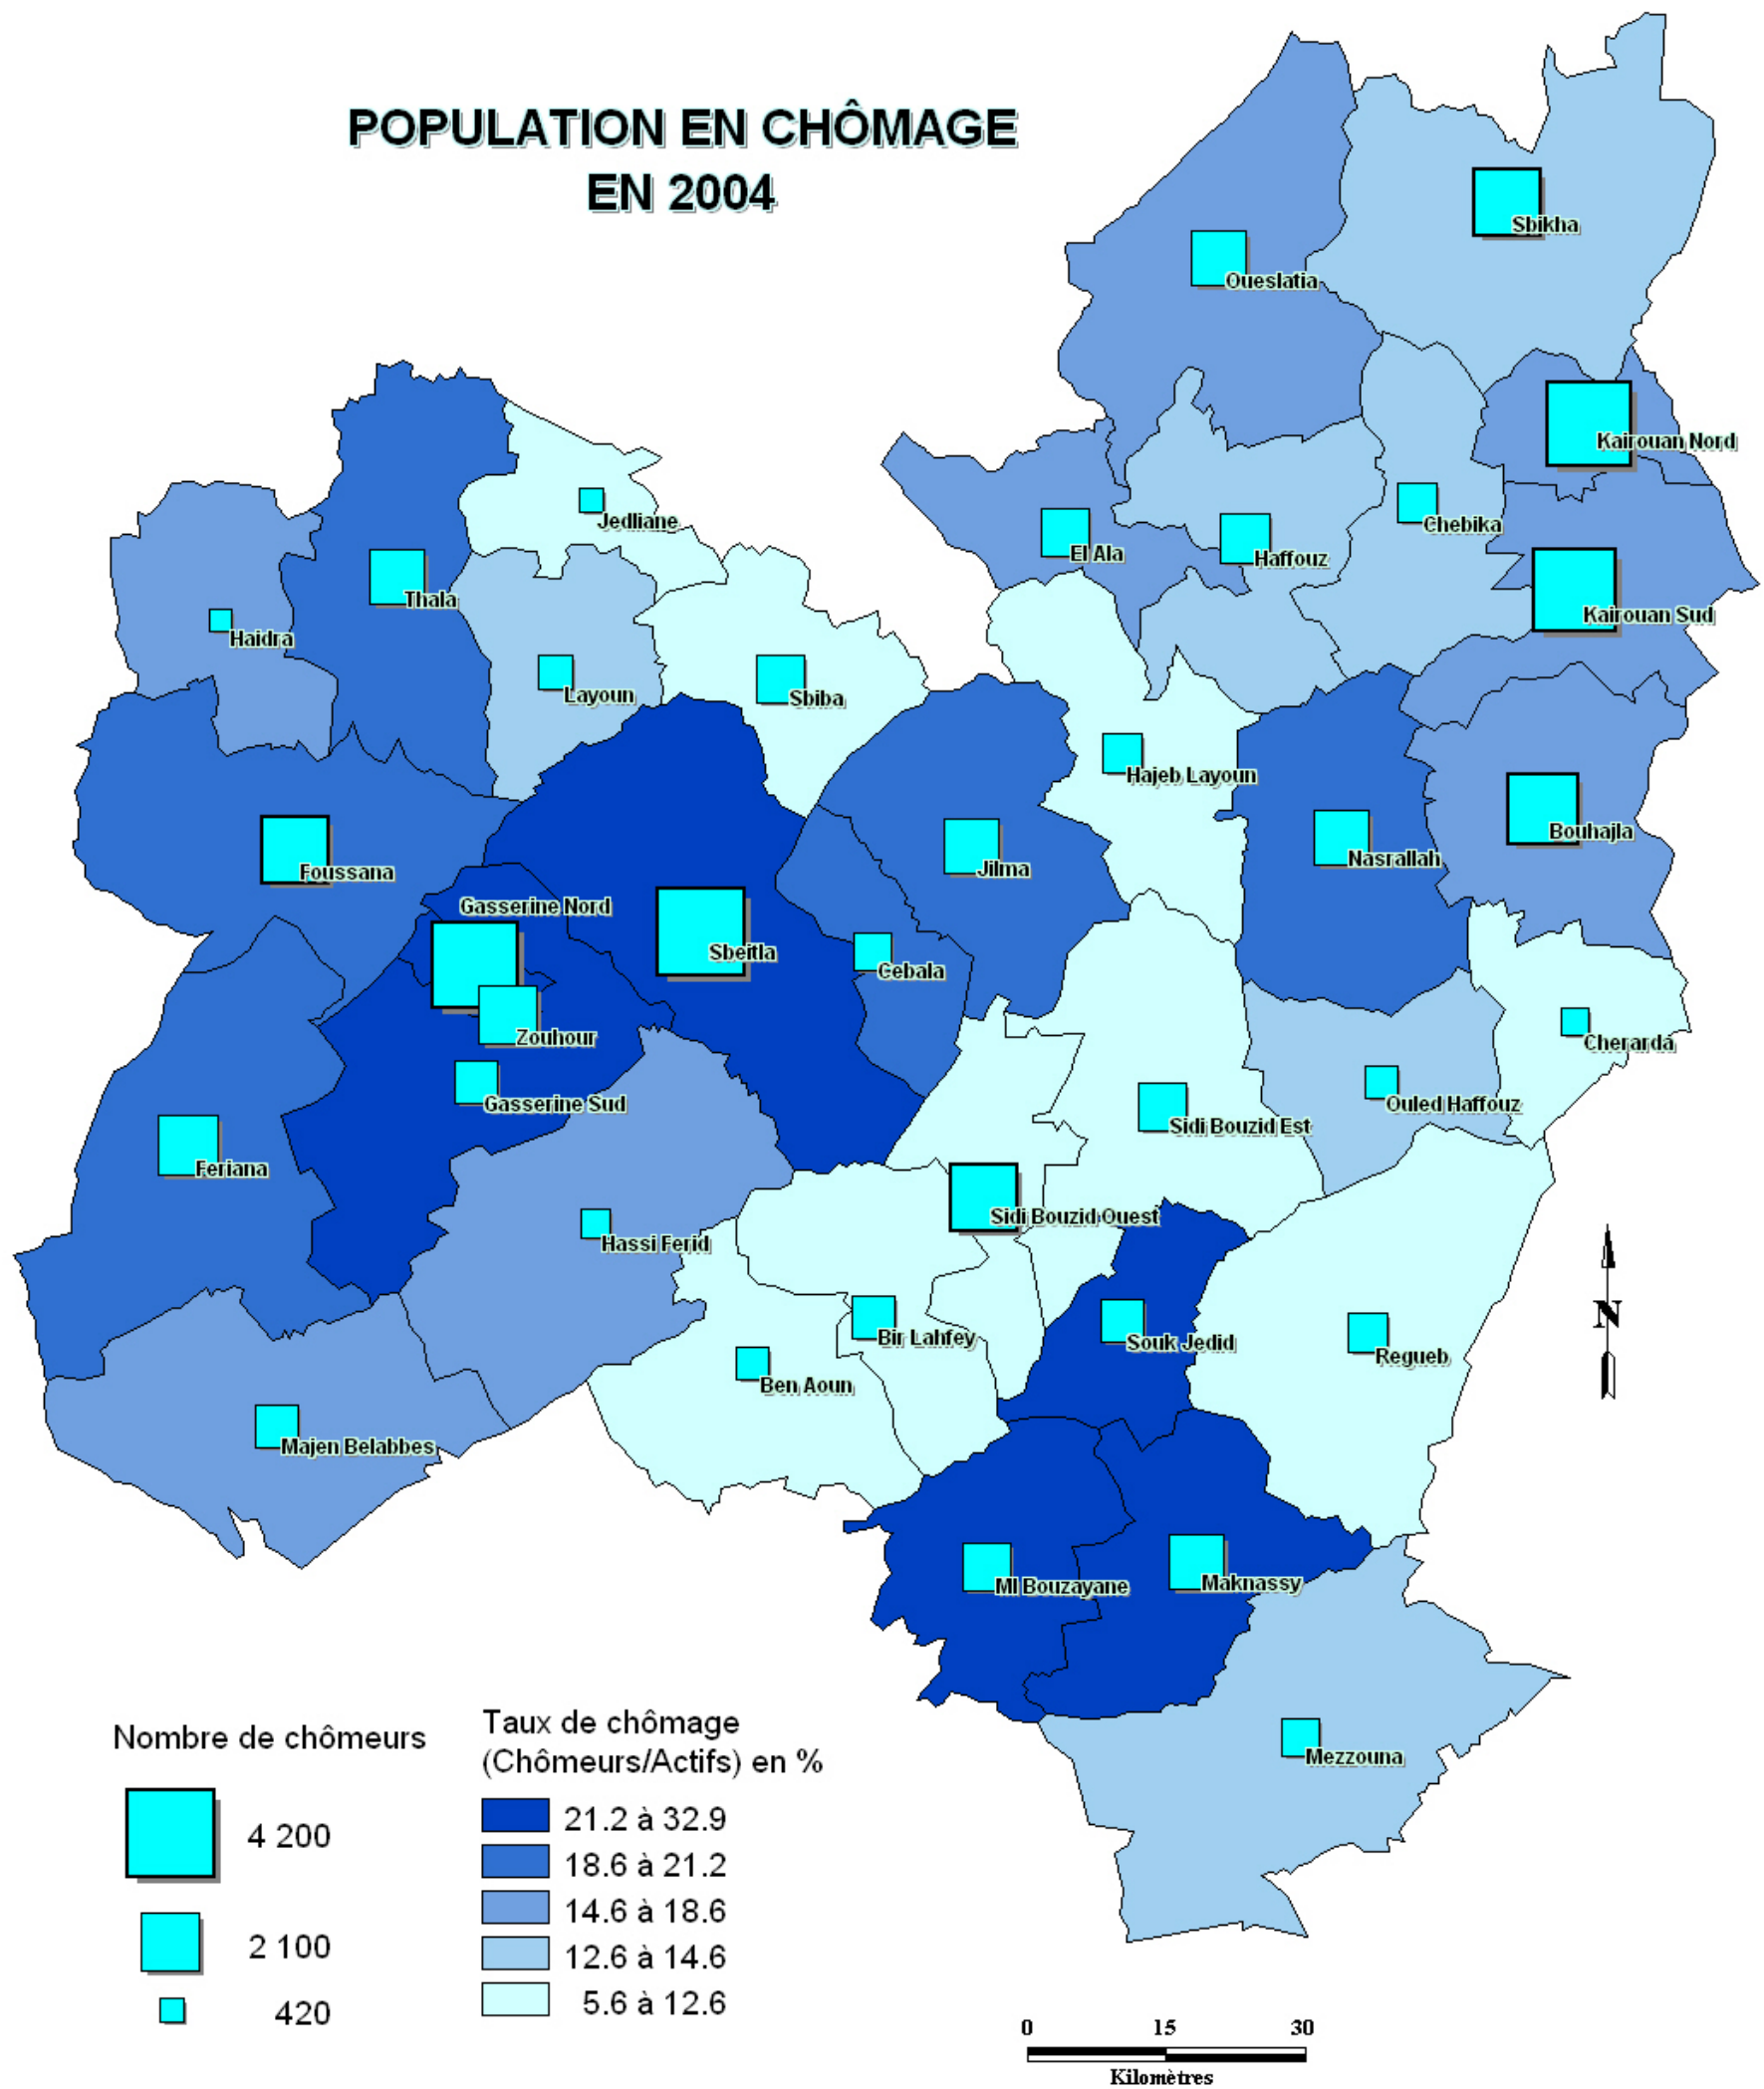 POPULATION EN CHÔMAGE
EN 2004
Sbikha
Oueslatia
Kairouan Nord
Jedliane
Chebika
El Ala
Haffouz
Thala
Kairouan Sud
Haidra
Layoun
Sbiba
Hajeb Layoun
Bouhajla
Nasrallah
Jilma
Foussana
Gasserine Nord
Sbeitla
Cebala
Zouhour
Cherarda
Gasserine Sud
Ouled Haffouz
Sidi Bouzid Est
Feriana
Sidi Bouzid Ouest
Hassi Ferid
Bir Lahfey
Souk Jedid
Regueb
Ben Aoun
Majen Belabbes
N
Ml Bouzayane
Maknassy
Mezzouna
Nombre de chômeurs
4 200
2 100
420
Taux de chômage
(Chômeurs/Actifs) en %
21.2 à 32.9
18.6 à 21.2
14.6 à 18.6
12.6 à 14.6
5.6 à 12.6
0 15 30
Kilomètres